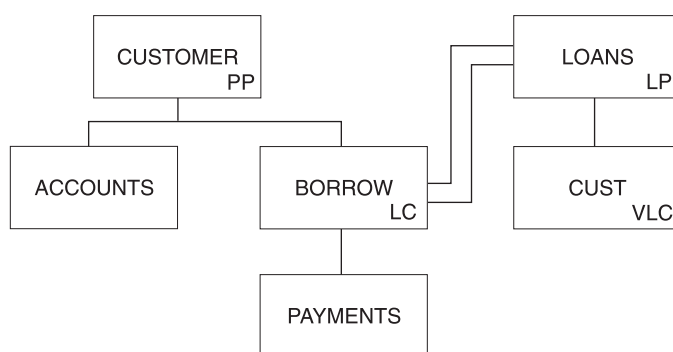 CUSTOMER
PP
LOANS
LP
ACCOUNTS
BORROW
LC
CUST
VLC
PAYMENTS